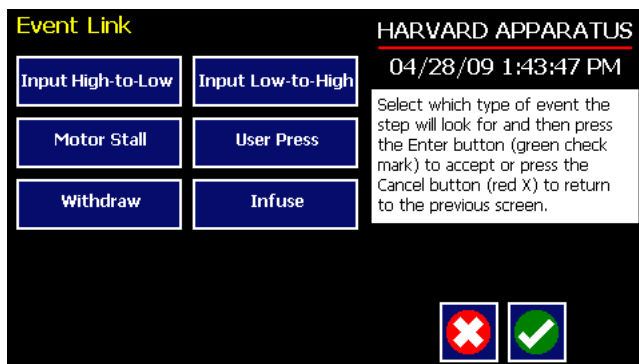 Event Link
Input High-to-Low
Input Low-to-High
Motor Stall
User Press
Withdraw
Infuse
HARVARD APPARATUS
04/28/09 1:43:47 PM
Select which type of event the
step will look for and then press
the Enter button (green check
mark) to accept or press the
Cancel button (red X) to return
to the previous screen.